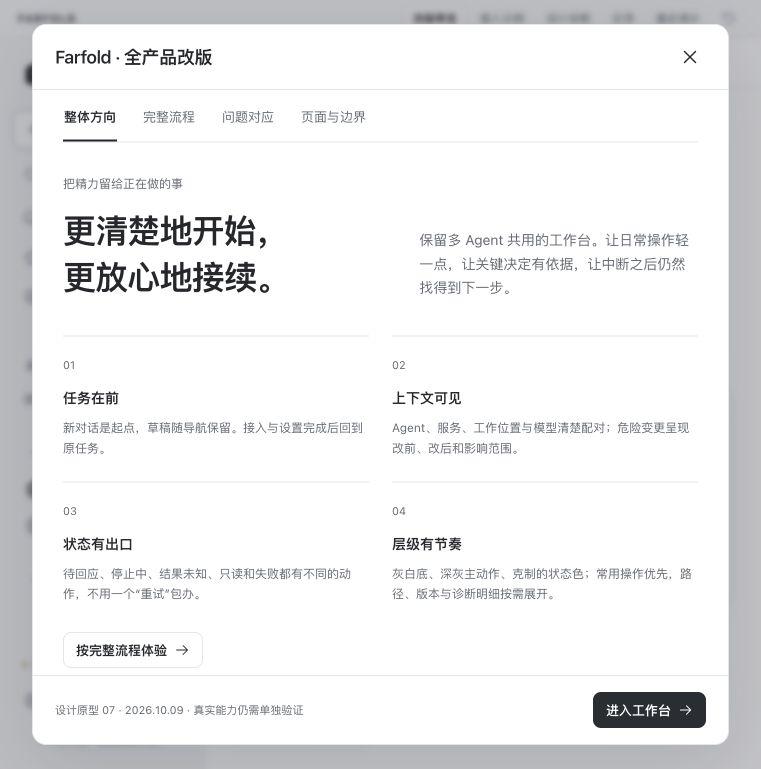 Farfold · 全产品改版
整体方向
完整流程
问题对应
页面与边界
把精力留给正在做的事
更清楚地开始，
更放心地接续。
保留多 Agent 共用的工作台。让日常操作轻
一点，让关键决定有依据，让中断之后仍然
找得到下一步。
01
任务在前
新对话是起点，草稿随导航保留。接入与设置完成后回到
原任务。
02
上下文可见
Agent、服务、工作位置与模型清楚配对；危险变更呈现
改前、改后和影响范围。
03
状态有出口
待回应、停止中、结果未知、只读和失败都有不同的动
作，不用一个“重试”包办。
04
层级有节奏
灰白底、深灰主动作、克制的状态色；常用操作优先，路
径、版本与诊断明细按需展开。
按完整流程体验 →
设计原型 07 · 2026.10.09 · 真实能力仍需单独验证
进入工作台 →